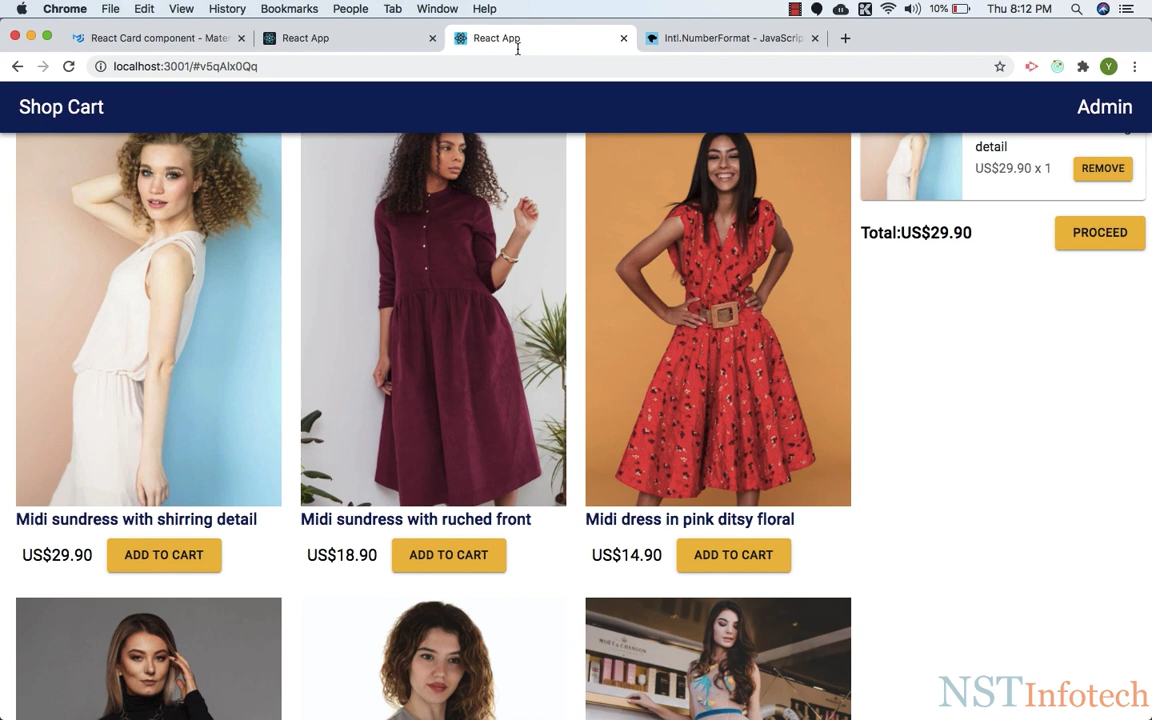 Chrome File Edit View History Bookmarks People Tab Window Help 10% Thu 8:12 PM
React Card component - Mater React App React App Intl.NumberFormat - JavaScrip
localhost:3001/#v5qAlx0Qq Y
Shop Cart Admin
detail
US$29.90 x 1 REMOVE
Total:US$29.90 PROCEED
Midi sundress with shirring detail Midi sundress with ruched front Midi dress in pink ditsy floral
US$29.90 ADD TO CART US$18.90 ADD TO CART US$14.90 ADD TO CART
MOËT & CHANDON
NSTInfotech